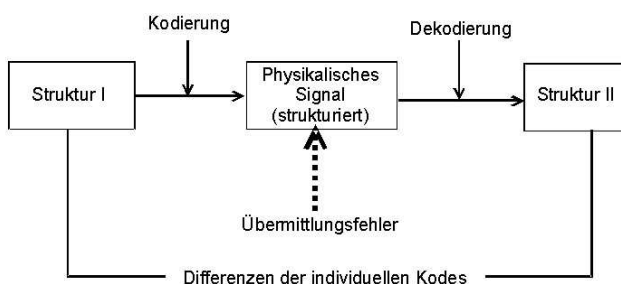 Kodierung
Dekodierung
Struktur I
Physikalisches
Signal
(strukturiert)
Struktur II
Übermittlungsfehler
Differenzen der individuellen Kodes